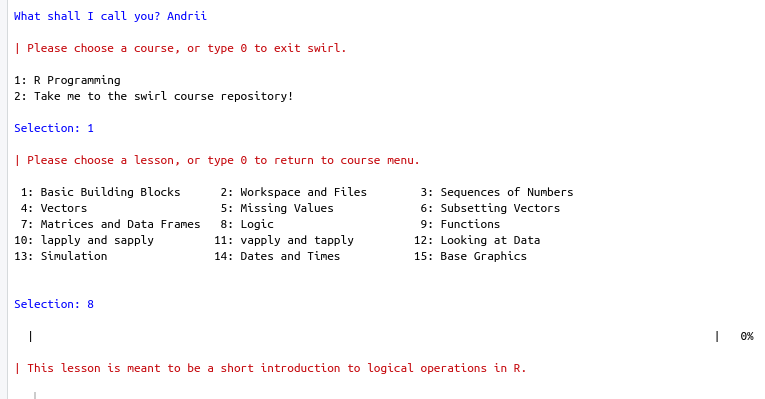 What shall I call you? Andrii
| Please choose a course, or type 0 to exit swirl.
1: R Programming
2: Take me to the swirl course repository!
Selection: 1
| Please choose a lesson, or type 0 to return to course menu.
1: Basic Building Blocks 2: Workspace and Files 3: Sequences of Numbers
4: Vectors 5: Missing Values 6: Subsetting Vectors
7: Matrices and Data Frames 8: Logic 9: Functions
10: lapply and sapply 11: vapply and tapply 12: Looking at Data
13: Simulation 14: Dates and Times 15: Base Graphics
Selection: 8
| | 0%
| This lesson is meant to be a short introduction to logical operations in R.